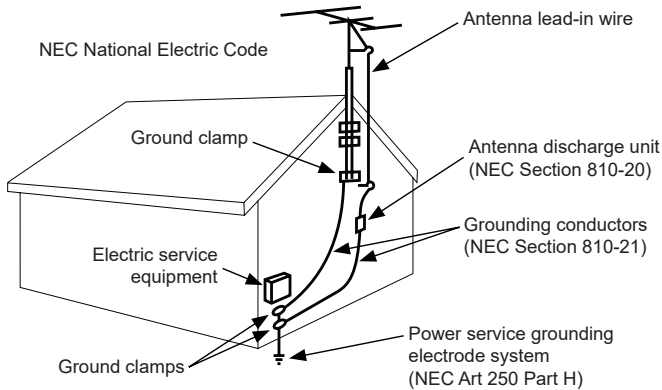 Antenna lead-in wire
NEC National Electric Code
Ground clamp
Antenna discharge unit
(NEC Section 810-20)
Grounding conductors
(NEC Section 810-21)
Electric service
equipment
Ground clamps
Power service grounding
electrode system
(NEC Art 250 Part H)